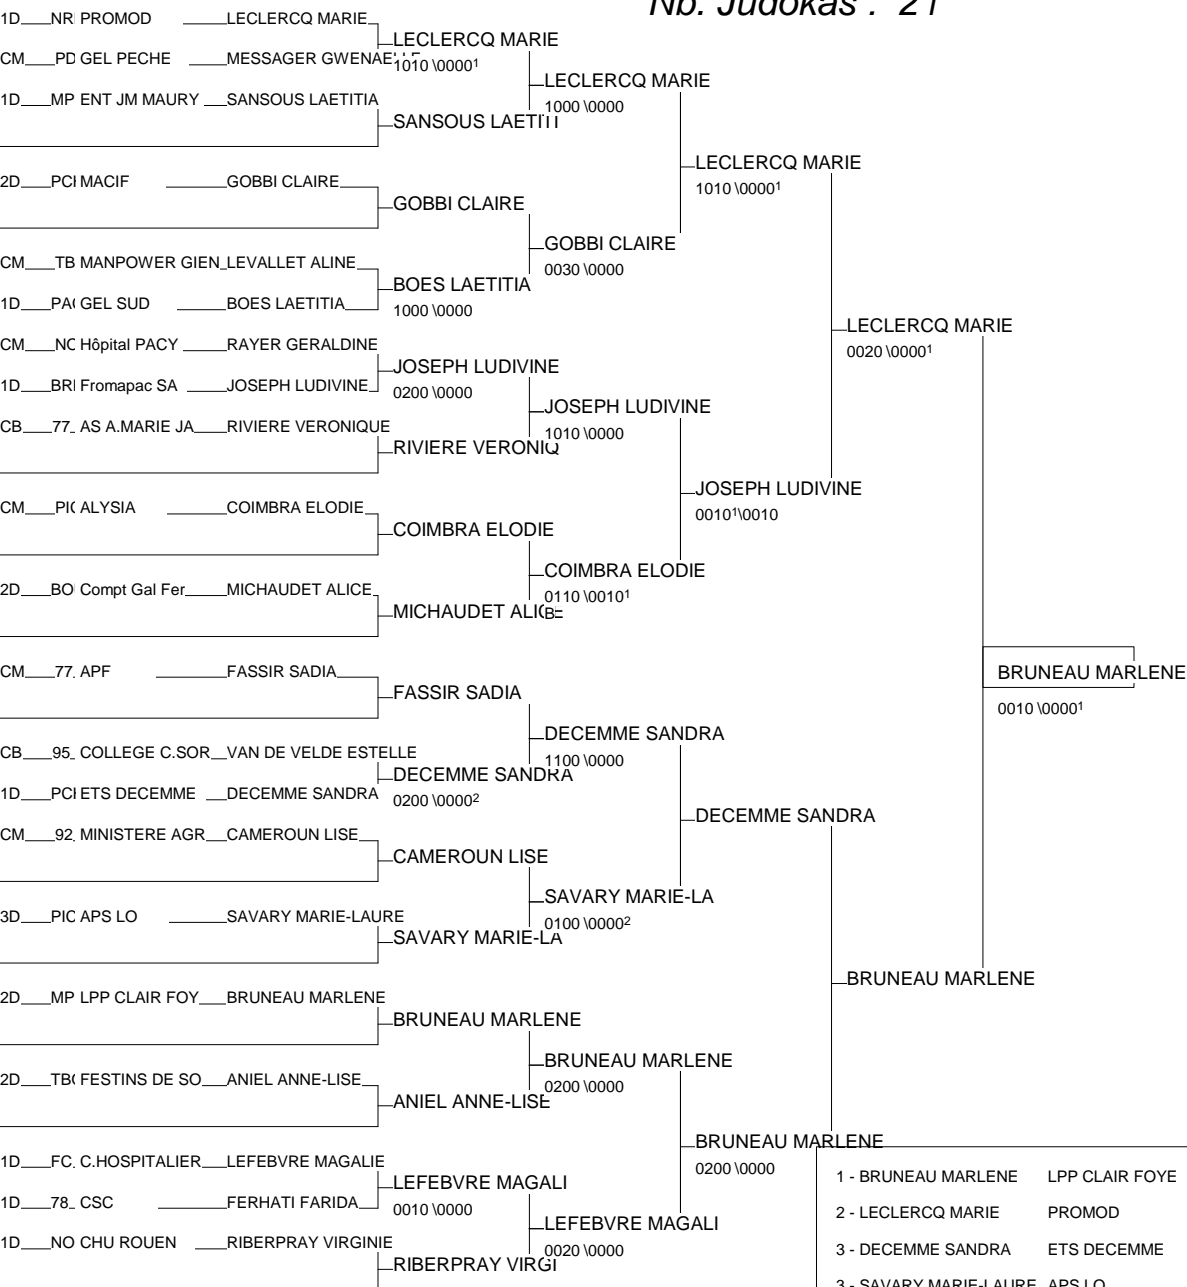 Nb. Judokas : 21
1D NR PROMOD LECLERCQ MARIE
LECLERCQ MARIE
CM PD GEL PECHE MESSAGER GWENAELLE
1010 \0000¹
LECLERCQ MARIE
1D MP ENT JM MAURY SANSOUS LAETITIA
1000 \0000
SANSOUS LAETITI
LECLERCQ MARIE
2D PCH MACIF GOBBI CLAIRE
1010 \0000¹
GOBBI CLAIRE
GOBBI CLAIRE
CM TB MANPOWER GIEN LEVALLET ALINE
0030 \0000
BOES LAETITIA
1D PA GEL SUD BOES LAETITIA
1000 \0000
LECLERCQ MARIE
CM NO Hôpital PACY RAYER GERALDINE
0020 \0000¹
JOSEPH LUDIVINE
1D BR Fromapac SA JOSEPH LUDIVINE
0200 \0000
JOSEPH LUDIVINE
CB 77 AS A.MARIE JA RIVIERE VERONIQUE
1010 \0000
RIVIERE VERONIQ
JOSEPH LUDIVINE
CM PIC ALYSIA COIMBRA ELODIE
0010¹\0010
COIMBRA ELODIE
COIMBRA ELODIE
2D BO Compt Gal Fer MICHAUDET ALICE
0110 \0010¹
MICHAUDET ALICE
CM 77 APF FASSIR SADIA
BRUNEAU MARLENE
FASSIR SADIA
0010 \0000¹
DECEMME SANDRA
CB 95 COLLEGE C.SOR VAN DE VELDE ESTELLE
1100 \0000
DECEMME SANDRA
1D PCH ETS DECEMME DECEMME SANDRA
0200 \0000²
DECEMME SANDRA
CM 92 MINISTERE AGR CAMEROUN LISE
CAMEROUN LISE
SAVARY MARIE-LA
3D PIC APS LO SAVARY MARIE-LAURE
0100 \0000²
SAVARY MARIE-LA
BRUNEAU MARLENE
2D MP LPP CLAIR FOY BRUNEAU MARLENE
BRUNEAU MARLENE
BRUNEAU MARLENE
2D TB FESTINS DE SO ANIEL ANNE-LISE
0200 \0000
ANIEL ANNE-LISE
BRUNEAU MARLENE
1D FC C.HOSPITALIER LEFEBVRE MAGALIE
0200 \0000
1 - BRUNEAU MARLENE LPP CLAIR FOYE
LEFEBVRE MAGALI
1D 78 CSC FERHATI FARIDA
0010 \0000
2 - LECLERCQ MARIE PROMOD
LEFEBVRE MAGALI
1D NO CHU ROUEN RIBERPRAY VIRGINIE
0020 \0000
3 - DECEMME SANDRA ETS DECEMME
RIBERPRAY VIRGI
3 - SAVARY MARIE-LAURE APS LO